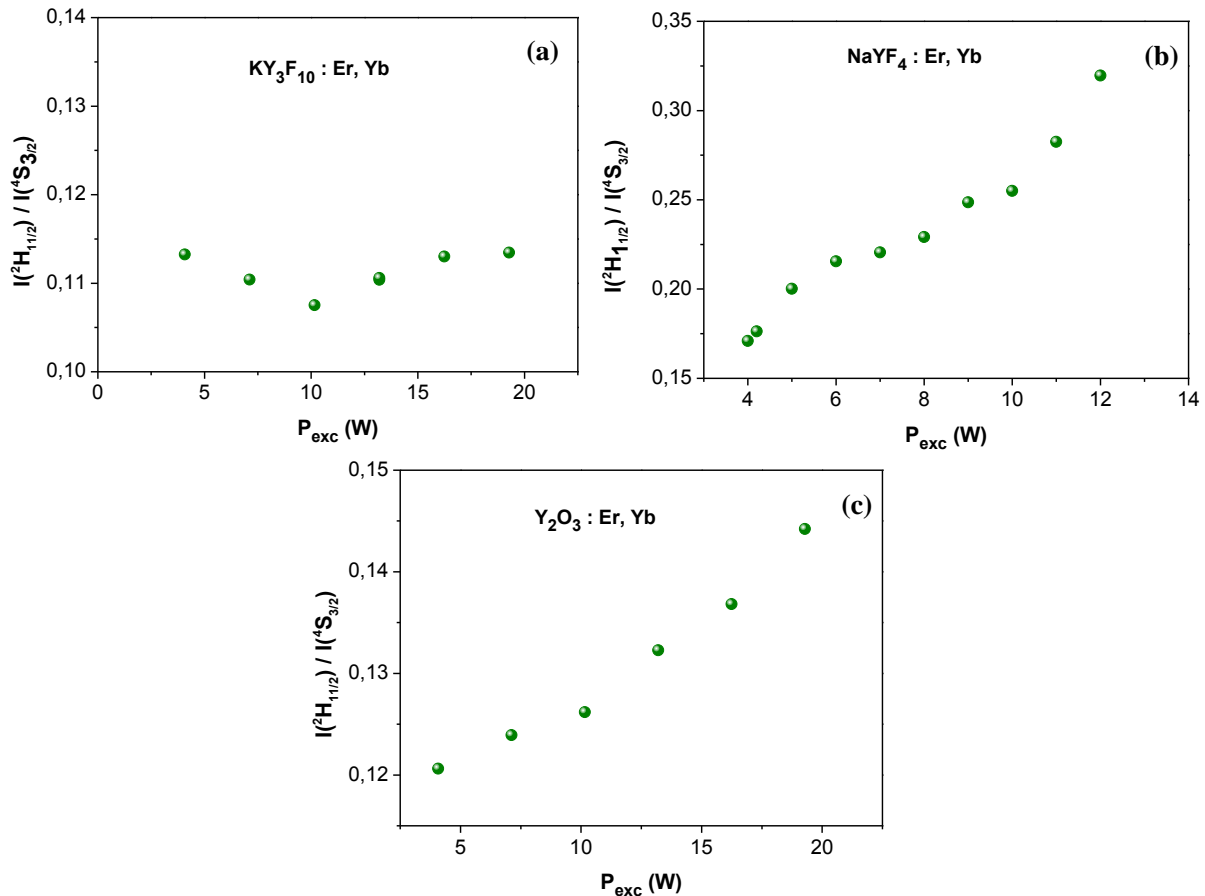 (a)
KY3F10 : Er, Yb
I(2H11/2) / I(4S3/2)
0,14
0,13
0,12
0,11
0,10
0 5 10 15 20
Pexc (W)
(b)
NaYF4 : Er, Yb
I(2H11/2) / I(4S3/2)
0,35
0,30
0,25
0,20
0,15
4 6 8 10 12 14
Pexc (W)
(c)
Y2O3 : Er, Yb
I(2H11/2) / I(4S3/2)
0,15
0,14
0,13
0,12
5 10 15 20
Pexc (W)